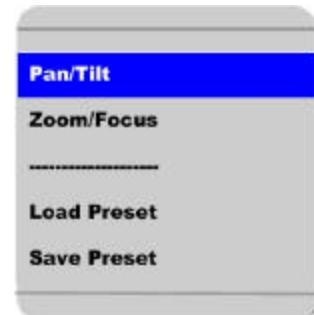 Pan/Tilt
Zoom/Focus
--------------------
Load Preset
Save Preset